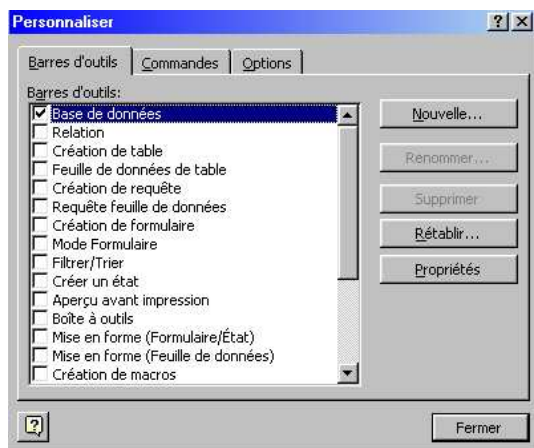 Personnaliser
Barres d'outils Commandes Options
Barres d'outils:
Base de données
Relation
Création de table
Feuille de données de table
Création de requête
Requête feuille de données
Création de formulaire
Mode Formulaire
Filtrer/Trier
Créer un état
Aperçu avant impression
Boîte à outils
Mise en forme (Formulaire/État)
Mise en forme (Feuille de données)
Création de macros
Nouvelle...
Renommer...
Supprimer
Rétablir...
Propriétés
Fermer